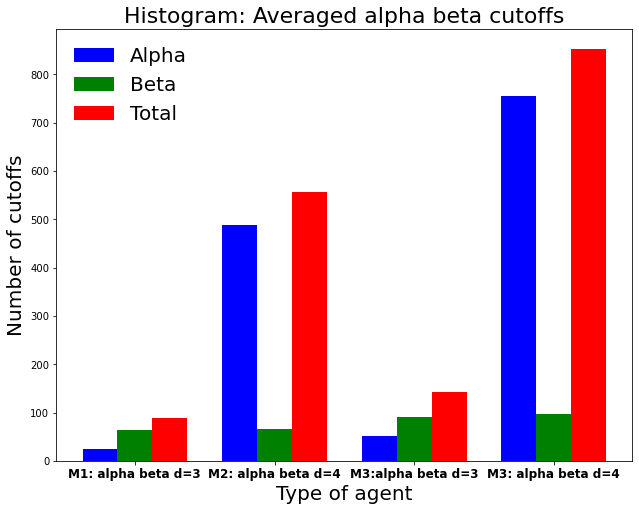 Histogram: Averaged alpha beta cutoffs
Alpha
Beta
Total
Number of cutoffs
800
700
600
500
400
300
200
100
0
M1: alpha beta d=3
M2: alpha beta d=4
M3:alpha beta d=3
M3: alpha beta d=4
Type of agent